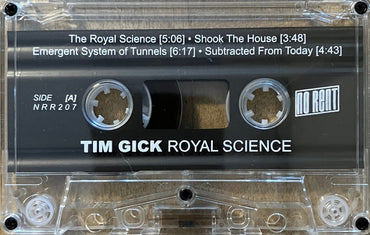 The Royal Science [5:06] • Shook The House [3:48]
Emergent System of Tunnels [6:17] • Subtracted From Today [4:43]
SIDE [A]
NRR207
no rent
TIM GICK ROYAL SCIENCE